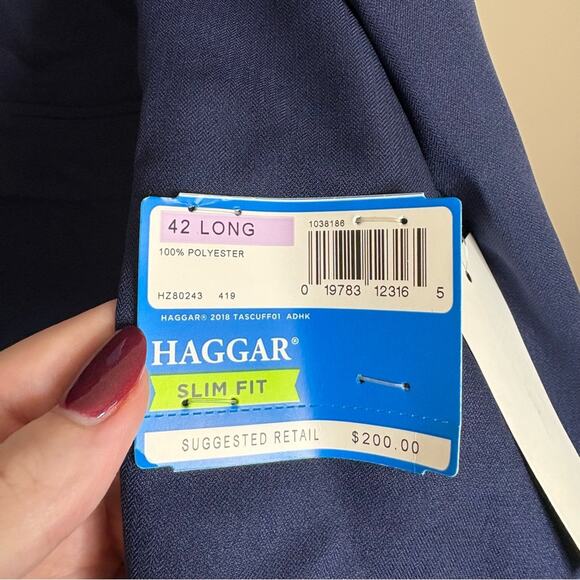 42 LONG
100% POLYESTER
1038186
HZ80243 419
0 19783 12316 5
HAGGAR® 2018 TASCUFF01 ADHK
HAGGAR®
SLIM FIT
SUGGESTED RETAIL $200.00